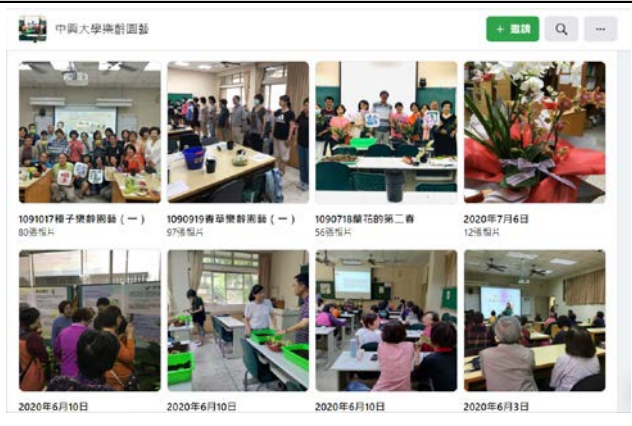 中興大學樂齡園藝
+ 邀請
1091017種子樂齡園藝(一)
80張相片
1090919香草樂齡園藝(一)
97張相片
1090718蘭花的第二春
56張相片
2020年7月6日
12張相片
2020年6月10日
2020年6月10日
2020年6月10日
2020年6月3日